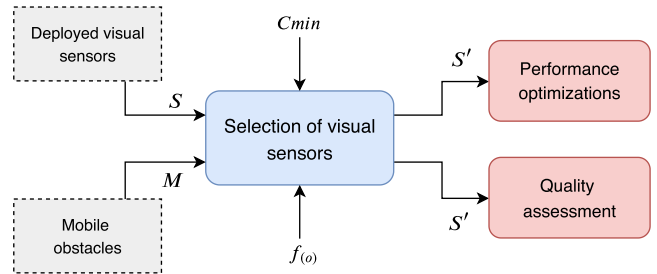 Deployed visual
sensors
Cmin
S
Selection of visual
sensors
M
Mobile
obstacles
f(o)
S′
Performance
optimizations
Quality
assessment
S′